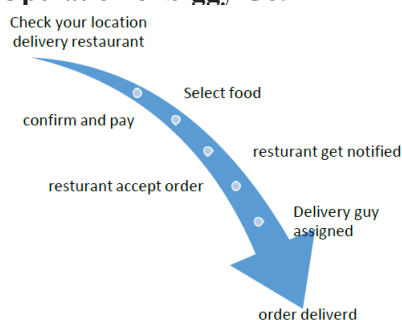 Check your location
delivery restaurant
Select food
confirm and pay
resturant get notified
resturant accept order
Delivery guy
assigned
order deliverd